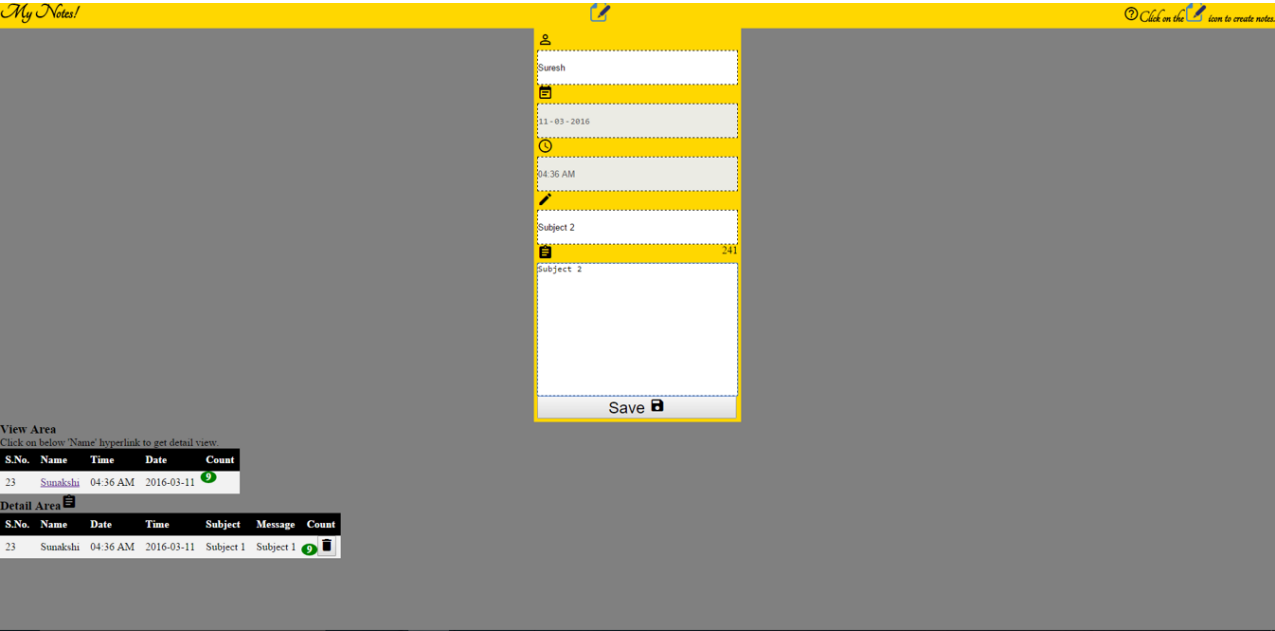 My Notes!
Click on the icon to create notes.
Suresh
11-03-2016
04:36 AM
Subject 2
241
Subject 2
Save
View Area
Click on below 'Name' hyperlink to get detail view.
S.No. Name Time Date Count
23 Sunakshi 04:36 AM 2016-03-11 9
Detail Area
S.No. Name Date Time Subject Message Count
23 Sunakshi 04:36 AM 2016-03-11 Subject 1 Subject 1 9